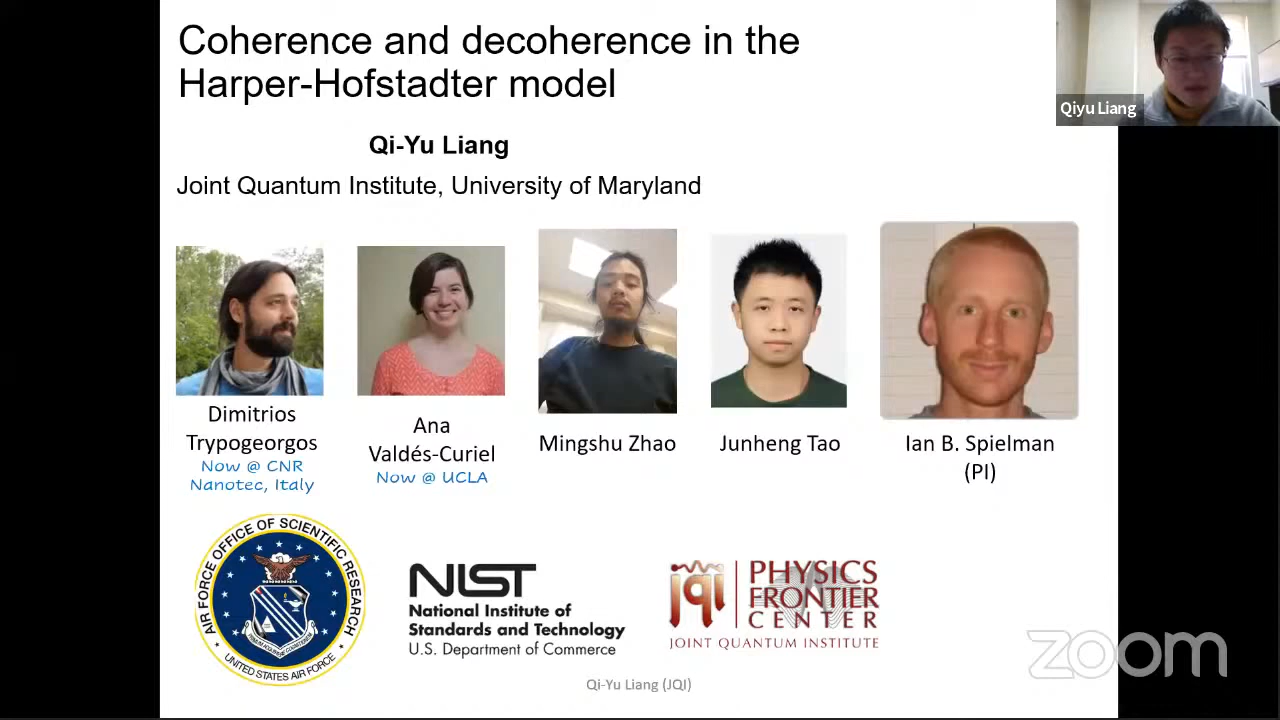 Coherence and decoherence in the
Harper-Hofstadter model
Qiyu Liang
Qi-Yu Liang
Joint Quantum Institute, University of Maryland
Dimitrios
Trypogeorgos
Now @ CNR
Nanotec, Italy
Ana
Valdés-Curiel
Now @ UCLA
Mingshu Zhao
Junheng Tao
Ian B. Spielman
(PI)
AIR FORCE OFFICE OF SCIENTIFIC RESEARCH
UNITED STATES AIR FORCE
NIST
National Institute of
Standards and Technology
U.S. Department of Commerce
jqi
PHYSICS
FRONTIER
CENTER
JOINT QUANTUM INSTITUTE
zoom
Qi-Yu Liang (JQI)